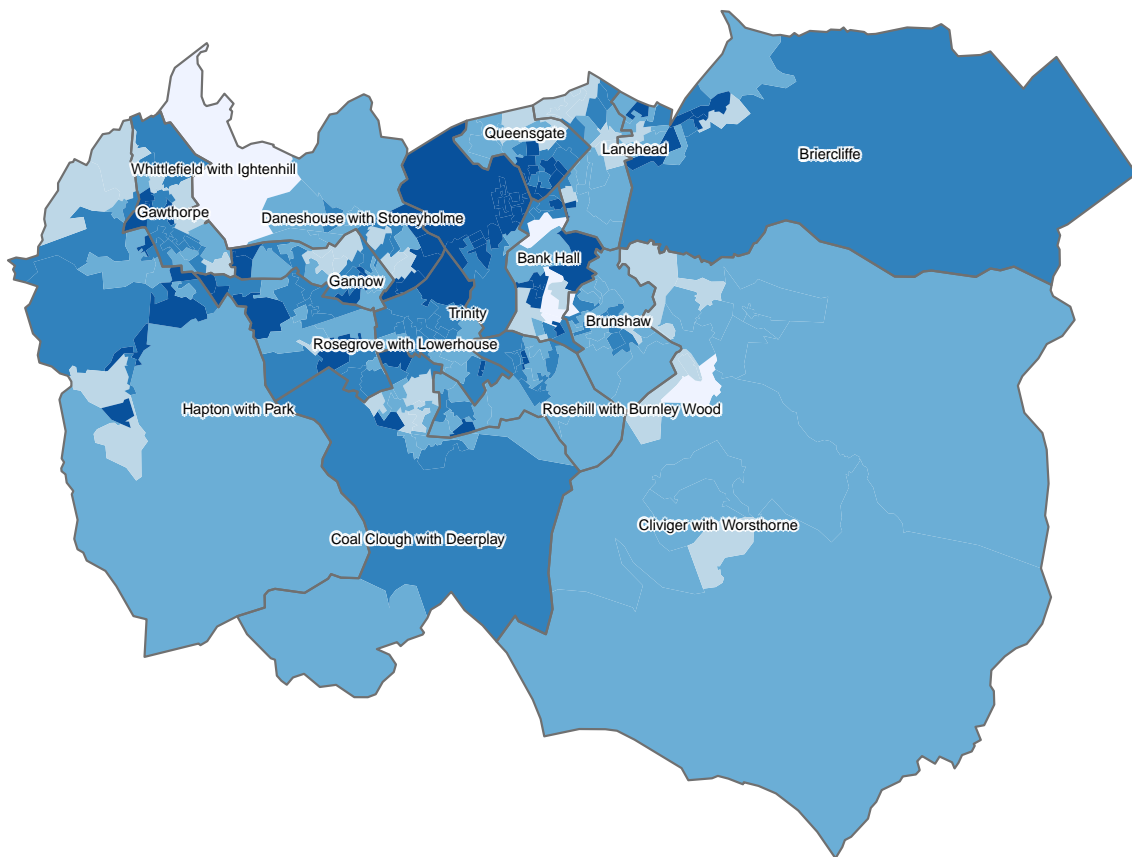 Queensgate
Lanehead
Briercliffe
Whittlefield with Ightenhill
Gawthorpe
Daneshouse with Stoneyholme
Bank Hall
Gannow
Trinity
Brunshaw
Rosegrove with Lowerhouse
Hapton with Park
Rosehill with Burnley Wood
Cliviger with Worsthorne
Coal Clough with Deerplay